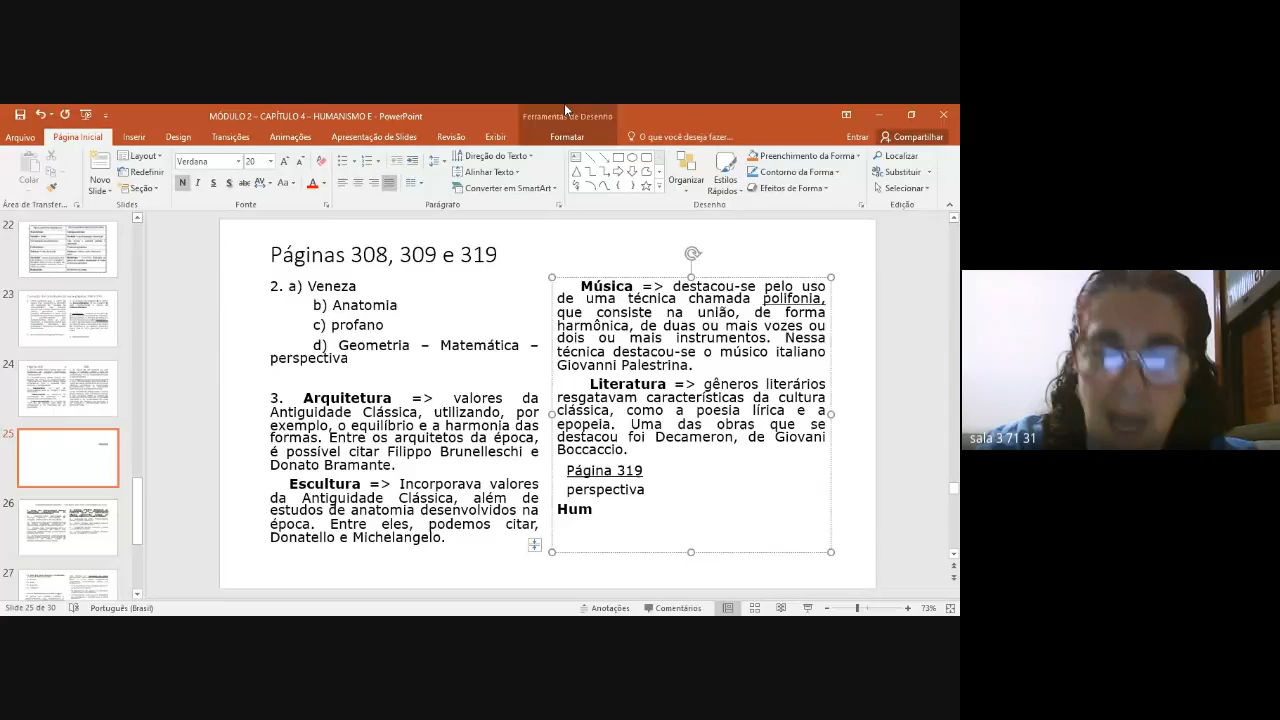 MÓDULO 2 – CAPÍTULO 4 – HUMANISMO E - PowerPoint
Ferramentas de Desenho
Arquivo
Página Inicial
Inserir
Design
Transições
Animações
Apresentação de Slides
Revisão
Exibir
Formatar
O que você deseja fazer...
Entrar
Compartilhar
Colar
Novo
Slide
Layout
Redefinir
Seção
Verdana
20
Direção do Texto
Alinhar Texto
Converter em SmartArt
Organizar
Estilos
Rápidos
Preenchimento da Forma
Contorno da Forma
Efeitos de Forma
Localizar
Substituir
Selecionar
Área de Transfer...
Slides
Fonte
Parágrafo
Desenho
Edição
22
23
24
25
26
27
Páginas 308, 309 e 319
2. a) Veneza
b) Anatomia
c) profano
d) Geometria – Matemática –
perspectiva
3. Arquitetura => valores da
Antiguidade Clássica, utilizando, por
exemplo, o equilíbrio e a harmonia das
formas. Entre os arquitetos da época,
é possível citar Filippo Brunelleschi e
Donato Bramante.
Escultura => Incorporava valores
da Antiguidade Clássica, além de
estudos de anatomia desenvolvidos na
época. Entre eles, podemos citar,
Donatello e Michelangelo.
Música => destacou-se pelo uso
de uma técnica chamada polifonia,
que consiste na união, de forma
harmônica, de duas ou mais vozes ou
dois ou mais instrumentos. Nessa
técnica destacou-se o músico italiano
Giovanni Palestrina.
Literatura => gêneros literários
resgatavam características da cultura
clássica, como a poesia lírica e a
epopeia. Uma das obras que se
destacou foi Decameron, de Giovani
Boccaccio.
Página 319
perspectiva
Hum
sala 3 71 31
Slide 25 de 30
Português (Brasil)
Anotações
Comentários
73%